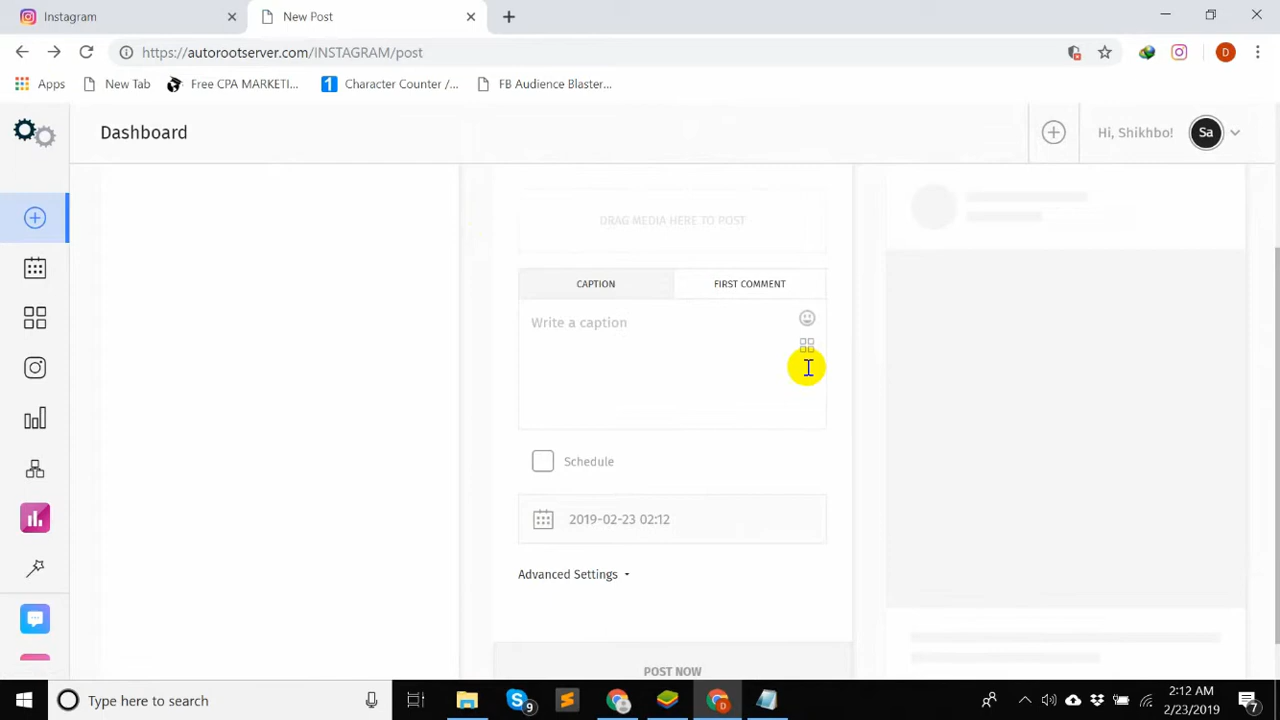 Instagram
New Post
https://autorootserver.com/INSTAGRAM/post
D
Apps
New Tab
Free CPA MARKETI...
Character Counter /...
FB Audience Blaster...
Dashboard
Hi, Shikhbo!
Sa
DRAG MEDIA HERE TO POST
CAPTION
FIRST COMMENT
Write a caption
Schedule
2019-02-23 02:12
Advanced Settings
POST NOW
Type here to search
9
D
2:12 AM
2/23/2019
7